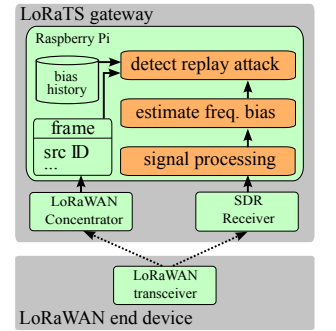 LoRaTS gateway
Raspberry Pi
bias
history
detect replay attack
estimate freq. bias
frame
src ID
...
signal processing
LoRaWAN
Concentrator
SDR
Receiver
LoRaWAN
transceiver
LoRaWAN end device